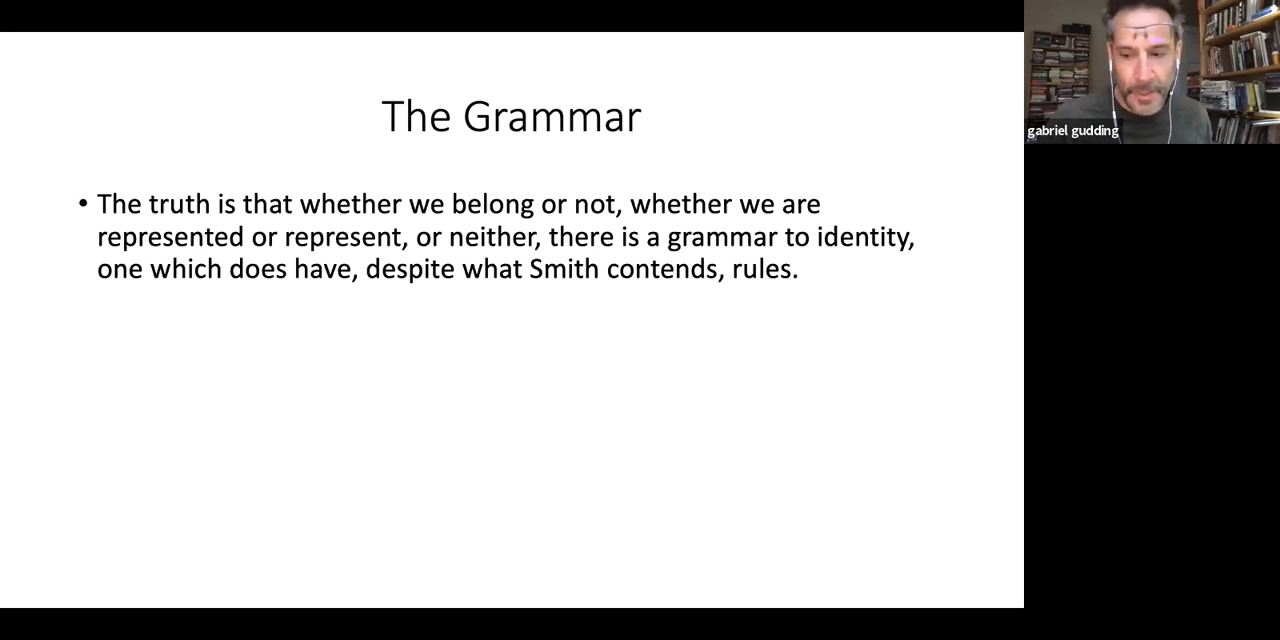 The Grammar
• The truth is that whether we belong or not, whether we are
represented or represent, or neither, there is a grammar to identity,
one which does have, despite what Smith contends, rules.
gabriel gudding